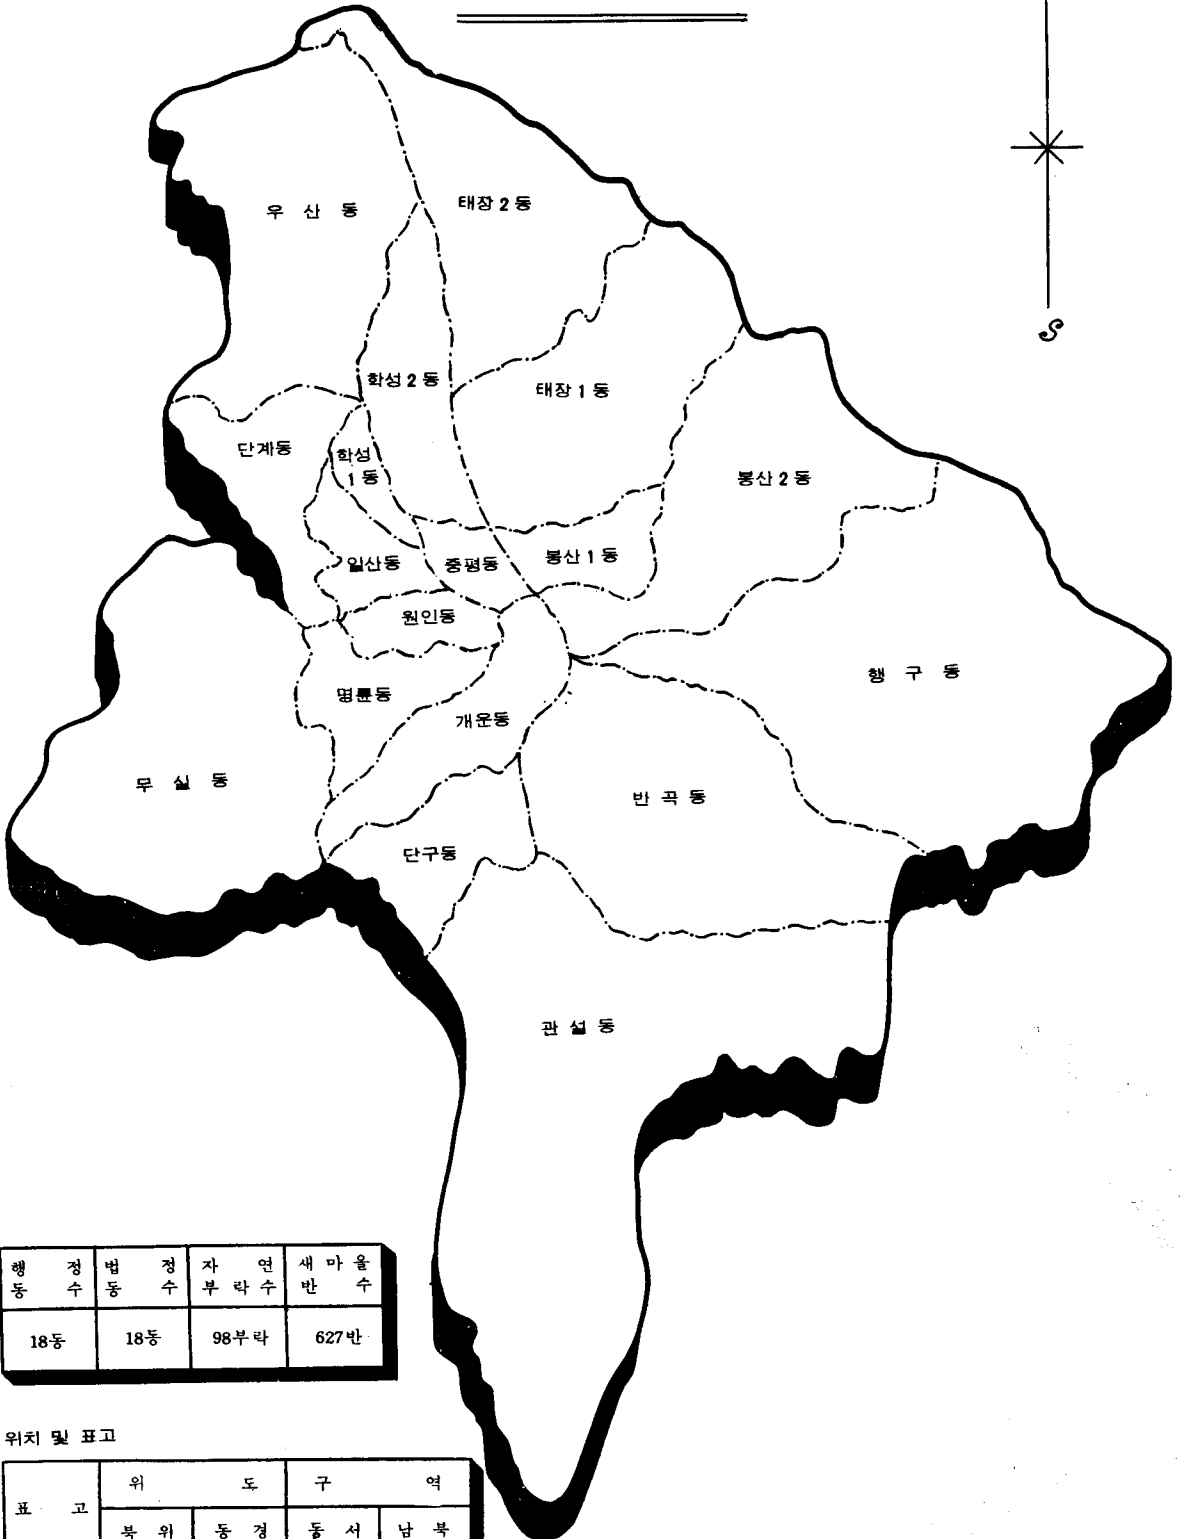 S
우 산 동
태장 2 동
학성 2 동
태장 1 동
단계동
학성
1 동
봉산 2 동
일산동
중평동
봉산 1 동
원인동
명륜동
개운동
행 구 동
무 실 동
반 곡 동
단구동
관 설 동
행 정 동 수
법 정 동 수
자 연 부 락 수
새 마 을 반 수
18동 18동 98부락 627반
위치 및 표고
표 고
위 도 구 역
북 위 동 경 동 서 남 북